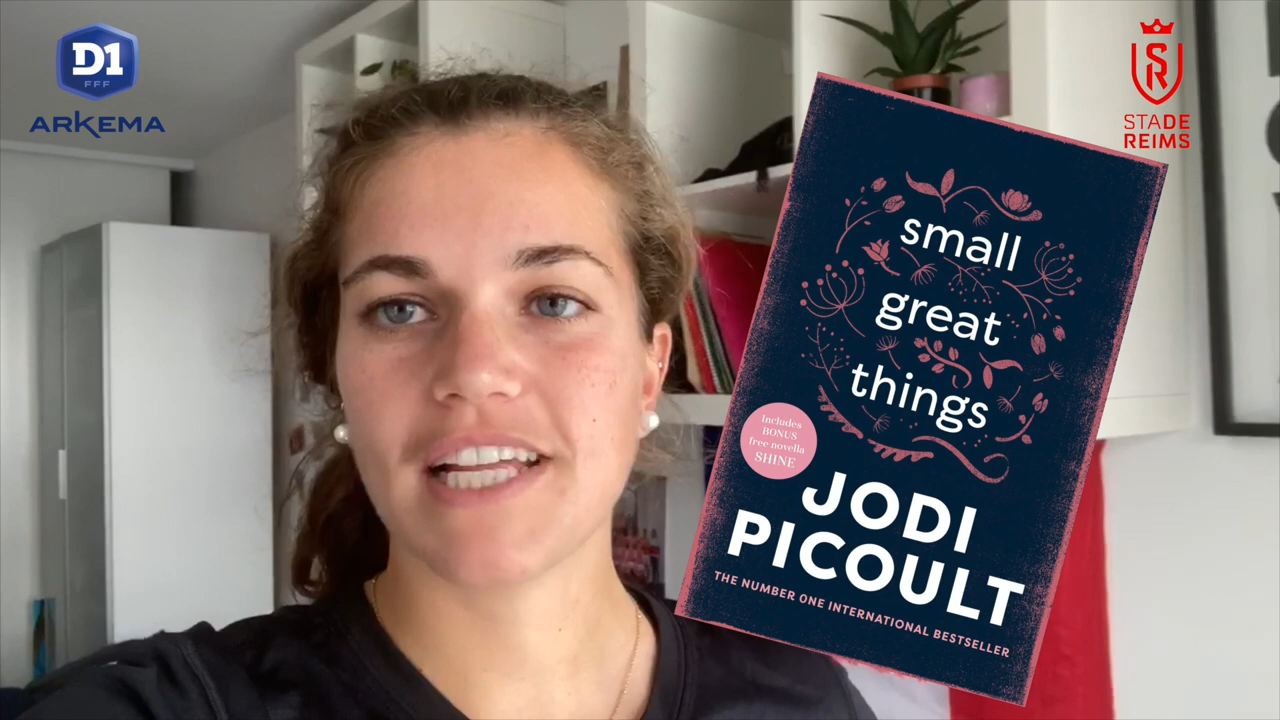 D1
FFF
ARKEMA
SR
STADE
REIMS
small
great
things
Includes
BONUS
free novella
SHINE
JODI
PICOULT
THE NUMBER ONE INTERNATIONAL BESTSELLER